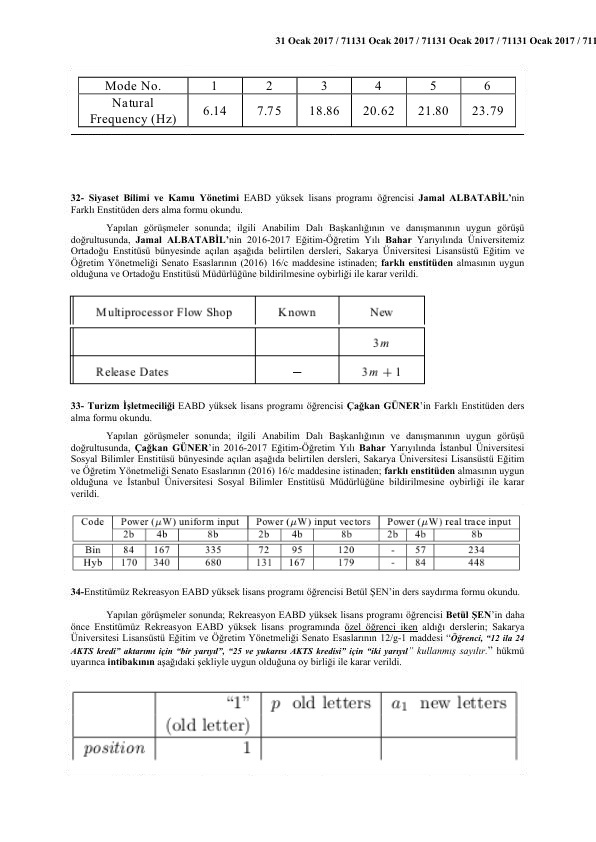 31 Ocak 2017 / 71131 Ocak 2017 / 71131 Ocak 2017 / 71131 Ocak 2017 / 711
Mode No. 1 2 3 4 5 6
Natural
Frequency (Hz) 6.14 7.75 18.86 20.62 21.80 23.79
32- Siyaset Bilimi ve Kamu Yönetimi EABD yüksek lisans programı öğrencisi Jamal ALBATABİL’nin
Farklı Enstitüden ders alma formu okundu.
Yapılan görüşmeler sonunda; ilgili Anabilim Dalı Başkanlığının ve danışmanının uygun görüşü
doğrultusunda, Jamal ALBATABİL’nin 2016-2017 Eğitim-Öğretim Yılı Bahar Yarıyılında Üniversitemiz
Ortadoğu Enstitüsü bünyesinde açılan aşağıda belirtilen dersleri, Sakarya Üniversitesi Lisansüstü Eğitim ve
Öğretim Yönetmeliği Senato Esaslarının (2016) 16/c maddesine istinaden; farklı enstitüden almasının uygun
olduğuna ve Ortadoğu Enstitüsü Müdürlüğüne bildirilmesine oybirliği ile karar verildi.
Multiprocessor Flow Shop Known New
3m
Release Dates – 3m + 1
33- Turizm İşletmeciliği EABD yüksek lisans programı öğrencisi Çağkan GÜNER’in Farklı Enstitüden ders
alma formu okundu.
Yapılan görüşmeler sonunda; ilgili Anabilim Dalı Başkanlığının ve danışmanının uygun görüşü
doğrultusunda, Çağkan GÜNER’in 2016-2017 Eğitim-Öğretim Yılı Bahar Yarıyılında İstanbul Üniversitesi
Sosyal Bilimler Enstitüsü bünyesinde açılan aşağıda belirtilen dersleri, Sakarya Üniversitesi Lisansüstü Eğitim
ve Öğretim Yönetmeliği Senato Esaslarının (2016) 16/c maddesine istinaden; farklı enstitüden almasının uygun
olduğuna ve İstanbul Üniversitesi Sosyal Bilimler Enstitüsü Müdürlüğüne bildirilmesine oybirliği ile karar
verildi.
Code Power (μW) uniform input Power (μW) input vectors Power (μW) real trace input
2b 4b 8b 2b 4b 8b 2b 4b 8b
Bin 84 167 335 72 95 120 - 57 234
Hyb 170 340 680 131 167 179 - 84 448
34-Enstitümüz Rekreasyon EABD yüksek lisans programı öğrencisi Betül ŞEN’in ders saydırma formu okundu.
Yapılan görüşmeler sonunda; Rekreasyon EABD yüksek lisans programı öğrencisi Betül ŞEN’in daha
önce Enstitümüz Rekreasyon EABD yüksek lisans programında özel öğrenci iken aldığı derslerin; Sakarya
Üniversitesi Lisansüstü Eğitim ve Öğretim Yönetmeliği Senato Esaslarının 12/g-1 maddesi “Öğrenci, “12 ila 24
AKTS kredi” aktarımı için “bir yarıyıl”, “25 ve yukarısı AKTS kredisi” için “iki yarıyıl” kullanmış sayılır.” hükmü
uyarınca intibakının aşağıdaki şekliyle uygun olduğuna oy birliği ile karar verildi.
“1” p old letters a1 new letters
(old letter)
position 1